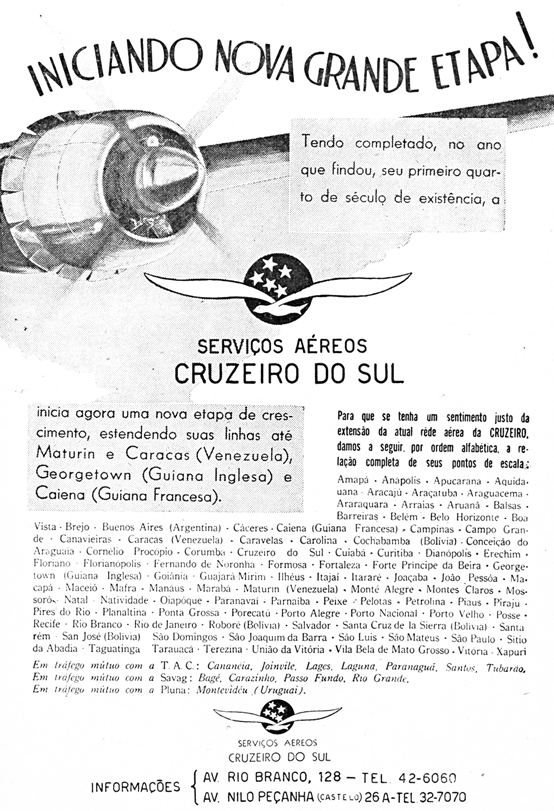 INICIANDO NOVA GRANDE ETAPA!
Tendo completado, no ano
que findou, seu primeiro quar-
to de século de existência, a
SERVIÇOS AÉREOS
CRUZEIRO DO SUL
inicia agora uma nova etapa de cres-
cimento, estendendo suas linhas até
Maturin e Caracas (Venezuela),
Georgetown (Guiana Inglesa) e
Caiena (Guiana Francesa).
Para que se tenha um sentimento justo da
extensão da atual rêde aérea da CRUZEIRO,
damos a seguir, por ordem alfabética, a re-
lação completa de seus pontos de escala:
Amapá · Anápolis · Apucarana · Aquida-
uana · Aracajú · Araçatuba · Araguacema ·
Araraquara · Arraias · Aruanã · Balsas ·
Barreiras · Belém · Belo Horizonte · Boa
Vista · Brejo · Buenos Aires (Argentina) · Cáceres · Caiena (Guiana Francesa) · Campinas · Campo Gran-
de · Canavieiras · Caracas (Venezuela) · Caravelas · Carolina · Cochabamba (Bolívia) · Conceição do
Araguaia · Cornélio Procópio · Corumbá · Cruzeiro do Sul · Cuiabá · Curitiba · Dianópolis · Erechim ·
Floriano · Florianópolis · Fernando de Noronha · Formosa · Fortaleza · Forte Príncipe da Beira · George-
town (Guiana Inglesa) · Goiânia · Guajará Mirim · Ilhéus · Itajaí · Itararé · Joaçaba · João Pessôa · Ma-
capá · Maceió · Mafra · Manáus · Marabá · Maturin (Venezuela) · Monté Alegre · Montes Claros · Mos-
soró · Natal · Natividade · Oiapóque · Paranavaí · Parnaíba · Peixe · Pelotas · Petrolina · Piaus · Piraju ·
Pires do Rio · Planaltina · Ponta Grossa · Porecatú · Porto Alegre · Porto Nacional · Porto Velho · Posse ·
Recife · Rio Branco · Rio de Janeiro · Roboré (Bolívia) · Salvador · Santa Cruz de la Sierra (Bolívia) · Santa-
rém · San José (Bolívia) São Domingos · São Joaquim da Barra · São Luis · São Mateus · São Paulo · Sitio
da Abadia · Taguatinga Tarauacá · Terezina · União da Vitória · Vila Bela de Mato Grosso · Vitória · Xapuri
Em tráfego mútuo com a T. A. C.: Cananéia, Joinvile, Lages, Laguna, Paranaguá, Santos, Tubarão.
Em tráfego mútuo com a Savag: Bagé, Carazinho, Passo Fundo, Rio Grande.
Em tráfego mútuo com a Pluna: Montevidéu (Uruguai).
SERVIÇOS AEREOS
CRUZEIRO DO SUL
INFORMAÇÕES { AV. RIO BRANCO, 128 – TEL. 42-6060
AV. NILO PEÇANHA (CASTELO) 26 A-TEL. 32-7070